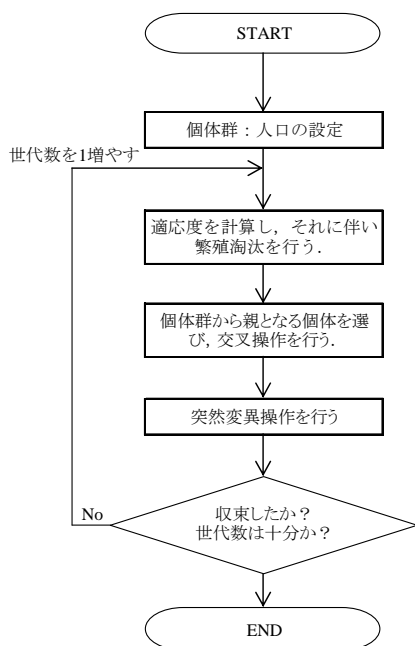 START
個体群：人口の設定
世代数を1増やす
適応度を計算し，それに伴い
繁殖淘汰を行う．
個体群から親となる個体を選
び，交叉操作を行う．
突然変異操作を行う
収束したか？
世代数は十分か？
No
END